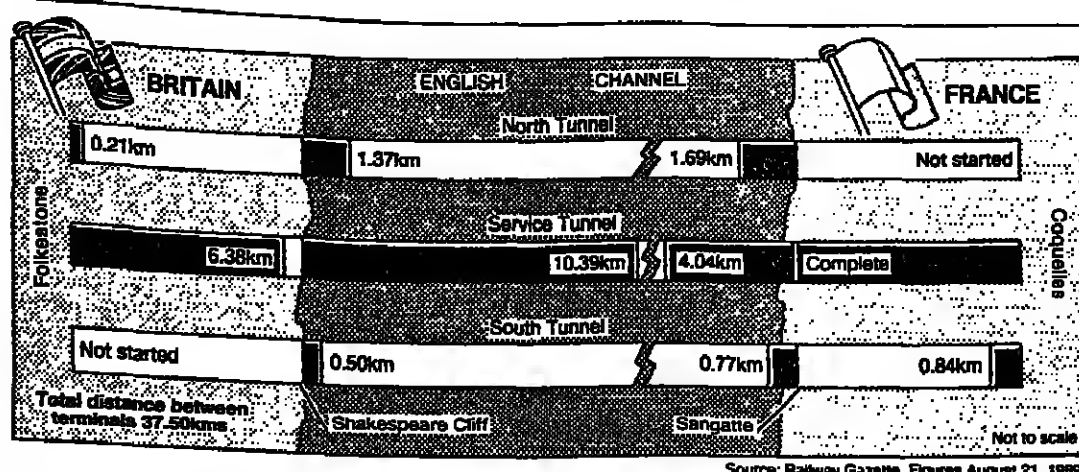 BRITAIN
ENGLISH CHANNEL
FRANCE
North Tunnel
0.21km
1.37km
1.69km
Not started
Folkestone
Service Tunnel
6.38km
10.39km
4.04km
Complete
Coquelles
South Tunnel
Not started
0.50km
0.77km
0.84km
Total distance between
terminals 37.50kms
Shakespeare Cliff
Sangatte
Not to scale
Source: Railway Gazette. Figures August 21, 1989